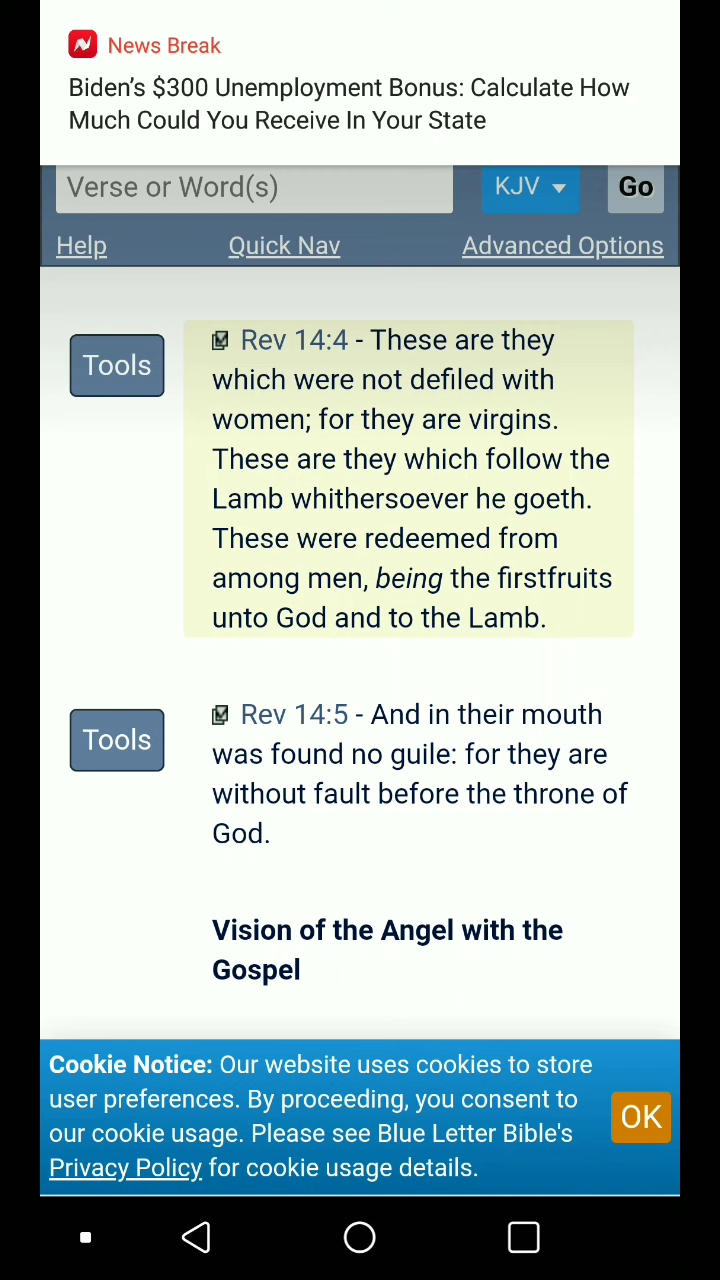 News Break
Biden’s $300 Unemployment Bonus: Calculate How
Much Could You Receive In Your State
Verse or Word(s)
KJV
Go
Help
Quick Nav
Advanced Options
Tools
Rev 14:4 - These are they
which were not defiled with
women; for they are virgins.
These are they which follow the
Lamb whithersoever he goeth.
These were redeemed from
among men, being the firstfruits
unto God and to the Lamb.
Tools
Rev 14:5 - And in their mouth
was found no guile: for they are
without fault before the throne of
God.
Vision of the Angel with the
Gospel
Cookie Notice: Our website uses cookies to store
user preferences. By proceeding, you consent to
our cookie usage. Please see Blue Letter Bible's
Privacy Policy for cookie usage details.
OK